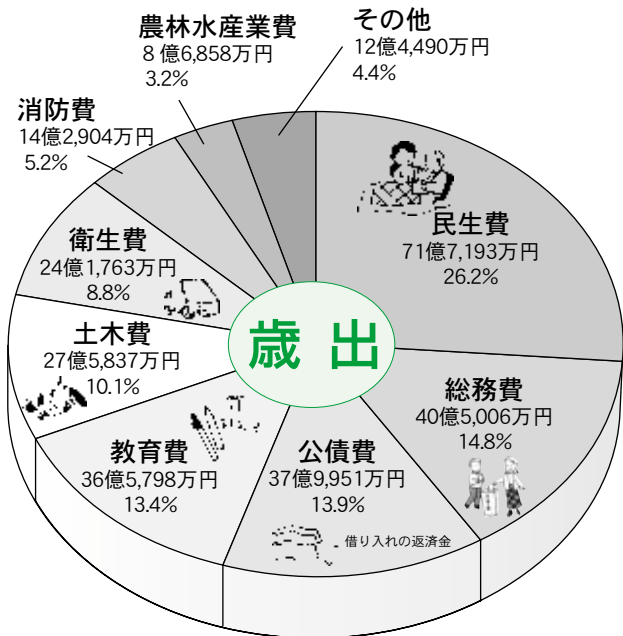 農林水産業費
8億6,858万円
3.2%
その他
12億4,490万円
4.4%
消防費
14億2,904万円
5.2%
民生費
71億7,193万円
26.2%
衛生費
24億1,763万円
8.8%
土木費
27億5,837万円
10.1%
歳出
総務費
40億5,006万円
14.8%
教育費
36億5,798万円
13.4%
公債費
37億9,951万円
13.9%
借り入れの返済金